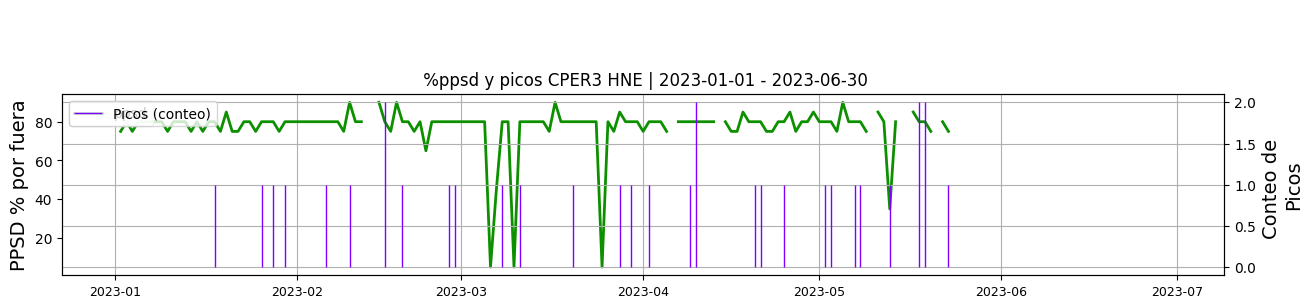 %ppsd y picos CPER3 HNE | 2023-01-01 - 2023-06-30
Picos (conteo)
PPSD % por fuera
80
60
40
20
2.0
1.5
1.0
0.5
0.0
Conteo de
Picos
2023-01 2023-02 2023-03 2023-04 2023-05 2023-06 2023-07